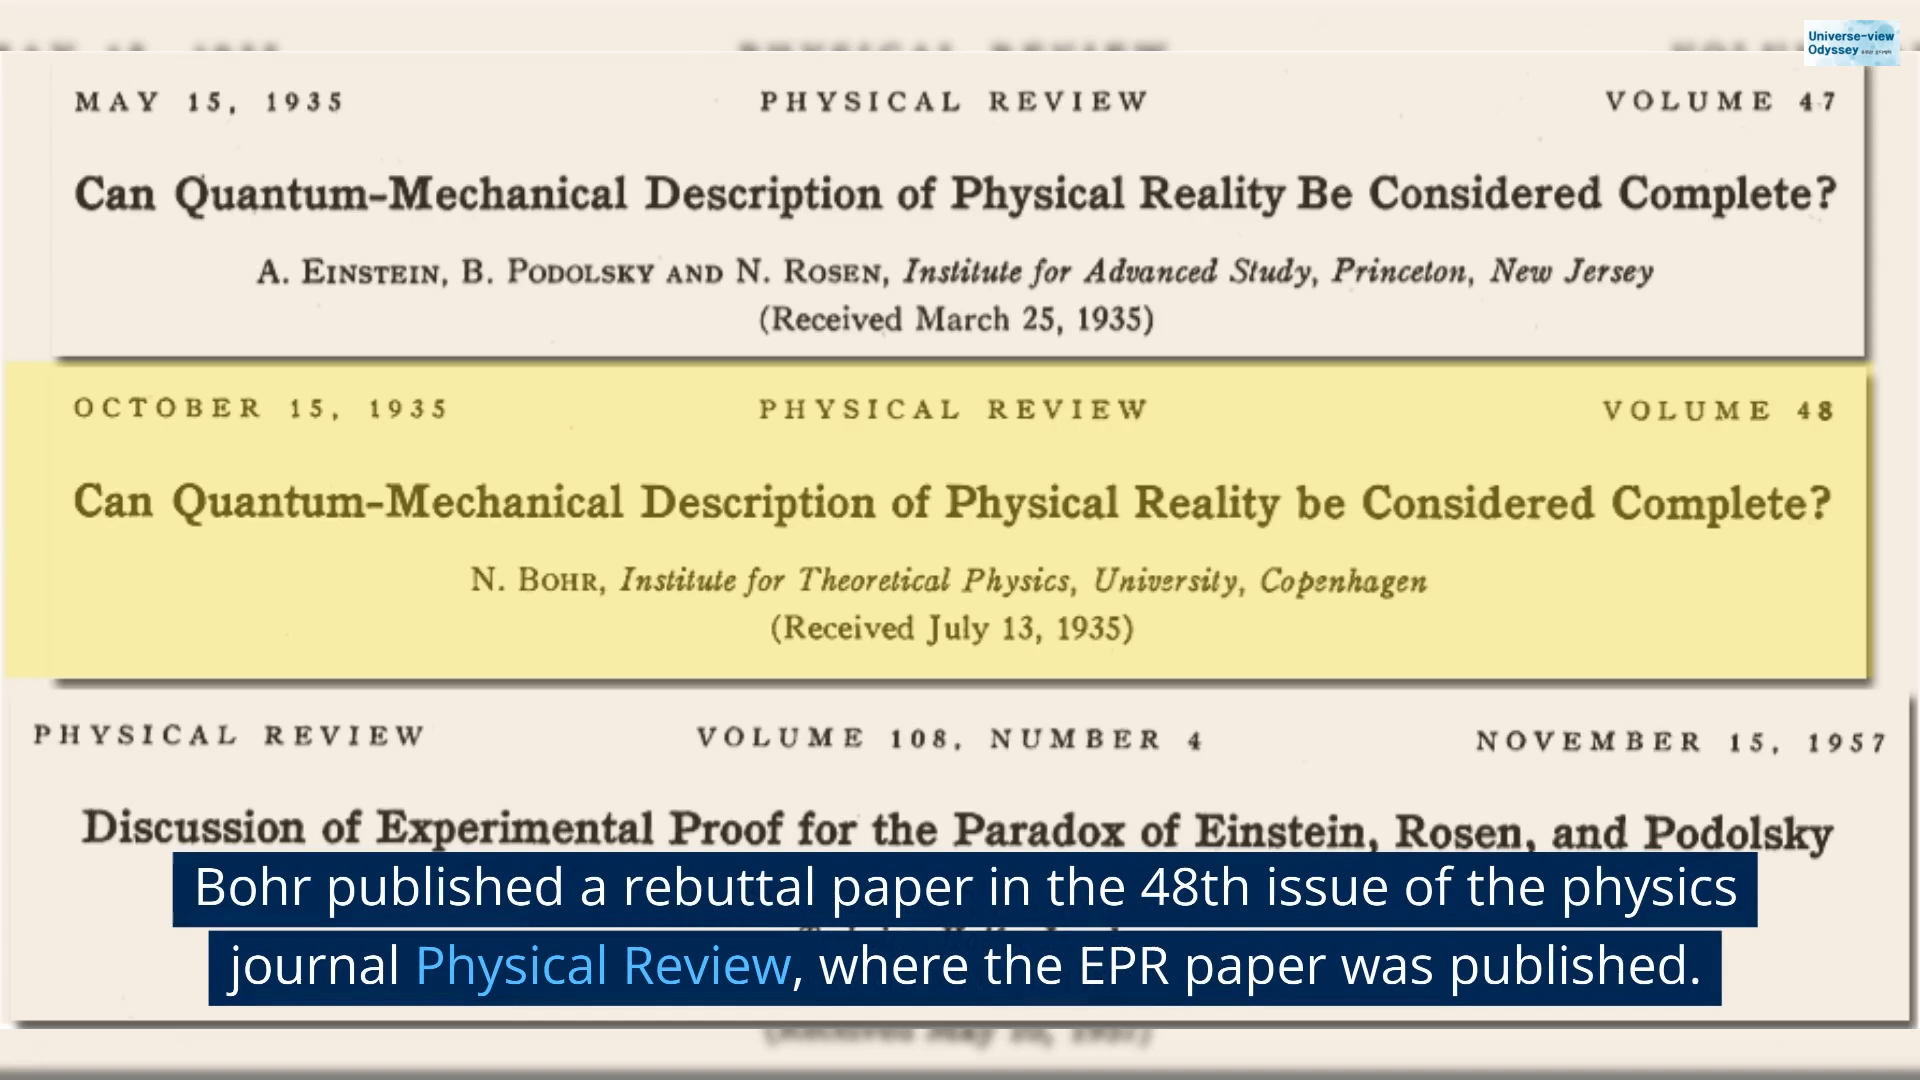 Universe-view
Odyssey
MAY 15, 1935 PHYSICAL REVIEW VOLUME 47
Can Quantum-Mechanical Description of Physical Reality Be Considered Complete?
A. EINSTEIN, B. PODOLSKY AND N. ROSEN, Institute for Advanced Study, Princeton, New Jersey
(Received March 25, 1935)
OCTOBER 15, 1935 PHYSICAL REVIEW VOLUME 48
Can Quantum-Mechanical Description of Physical Reality be Considered Complete?
N. BOHR, Institute for Theoretical Physics, University, Copenhagen
(Received July 13, 1935)
PHYSICAL REVIEW VOLUME 108, NUMBER 4 NOVEMBER 15, 1957
Discussion of Experimental Proof for the Paradox of Einstein, Rosen, and Podolsky
Bohr published a rebuttal paper in the 48th issue of the physics
journal Physical Review, where the EPR paper was published.